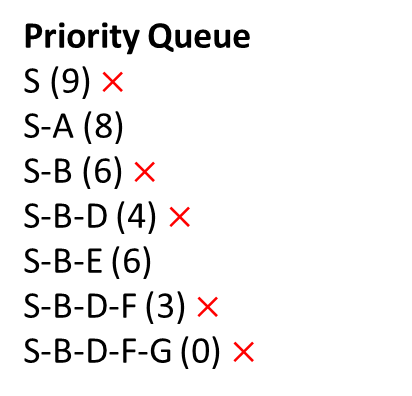 Priority Queue
S (9) ×
S-A (8)
S-B (6) ×
S-B-D (4) ×
S-B-E (6)
S-B-D-F (3) ×
S-B-D-F-G (0) ×